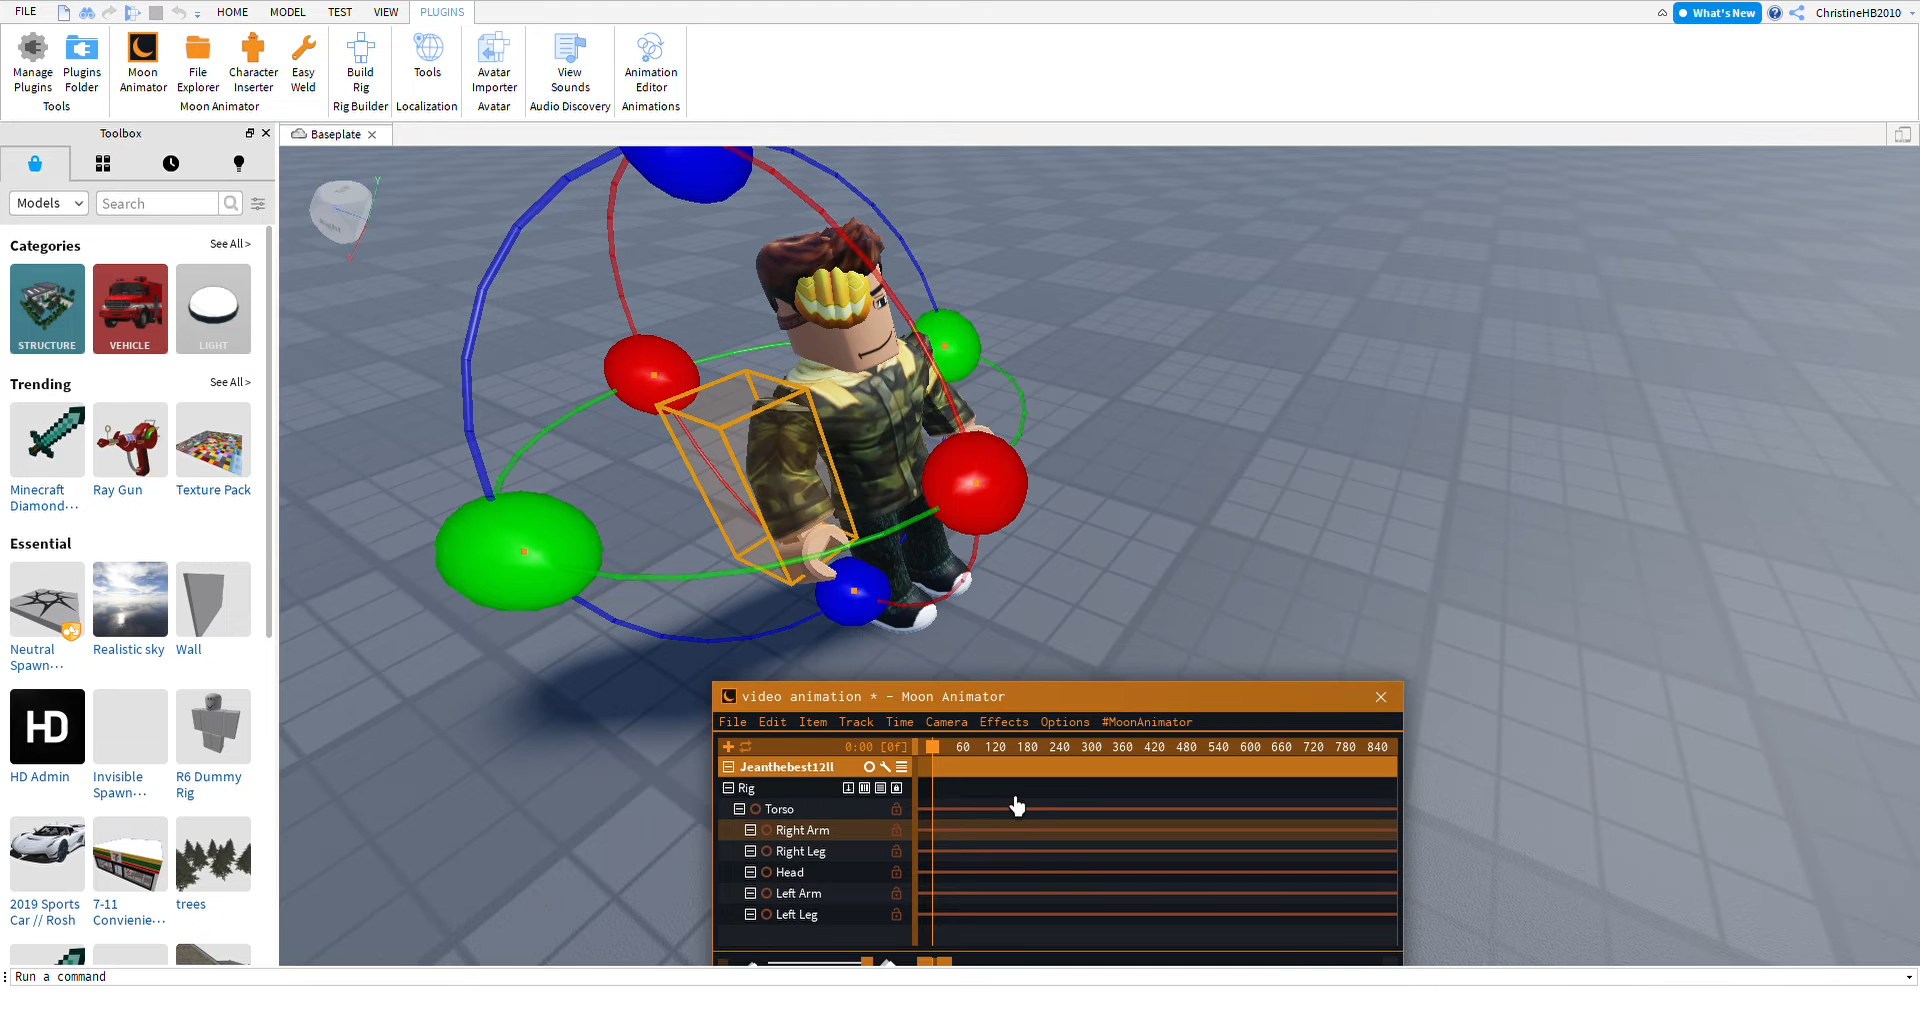 FILE HOME MODEL TEST VIEW PLUGINS What's New ChristineHB2010
Manage Plugins
Plugins Folder
Moon Animator
File Explorer
Character Inserter
Easy Weld
Build Rig
Tools
Avatar Importer
View Sounds
Animation Editor
Tools Moon Animator Rig Builder Localization Avatar Audio Discovery Animations
Toolbox
Baseplate
Models Search
Categories See All >
STRUCTURE VEHICLE LIGHT
Trending See All >
Minecraft Diamond...
Ray Gun
Texture Pack
Essential
Neutral Spawn...
Realistic sky
Wall
HD
HD Admin
Invisible Spawn...
R6 Dummy Rig
2019 Sports Car // Rosh
7-11 Convienie...
trees
Y
video animation * - Moon Animator
File Edit Item Track Time Camera Effects Options #MoonAnimator
0:00 [0f] 60 120 180 240 300 360 420 480 540 600 660 720 780 840
Jeanthebest12ll
Rig
Torso
Right Arm
Right Leg
Head
Left Arm
Left Leg
Run a command